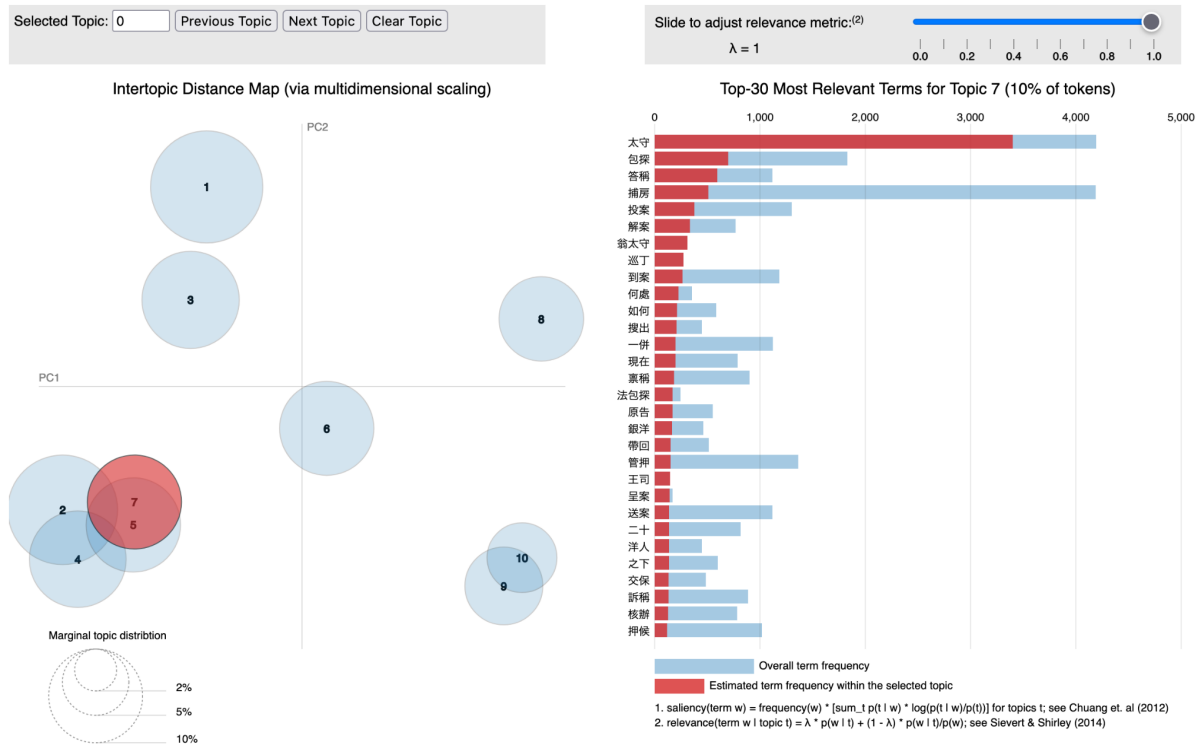 Selected Topic: 0 Previous Topic Next Topic Clear Topic
Slide to adjust relevance metric:(2)
λ = 1
0.0 0.2 0.4 0.6 0.8 1.0
Intertopic Distance Map (via multidimensional scaling)
PC2
PC1
1
3
8
6
2
7
5
4
10
9
Marginal topic distribtion
2%
5%
10%
Top-30 Most Relevant Terms for Topic 7 (10% of tokens)
0 1,000 2,000 3,000 4,000 5,000
太守
包探
答稱
捕房
投案
解案
翁太守
巡丁
到案
何處
如何
搜出
一併
現在
稟稱
法包探
原告
銀洋
帶回
管押
王司
呈案
送案
二十
洋人
之下
交保
訴稱
核辦
押候
Overall term frequency
Estimated term frequency within the selected topic
1. saliency(term w) = frequency(w) * [sum_t p(t | w) * log(p(t | w)/p(t))] for topics t; see Chuang et. al (2012)
2. relevance(term w | topic t) = λ * p(w | t) + (1 - λ) * p(w | t)/p(w); see Sievert & Shirley (2014)